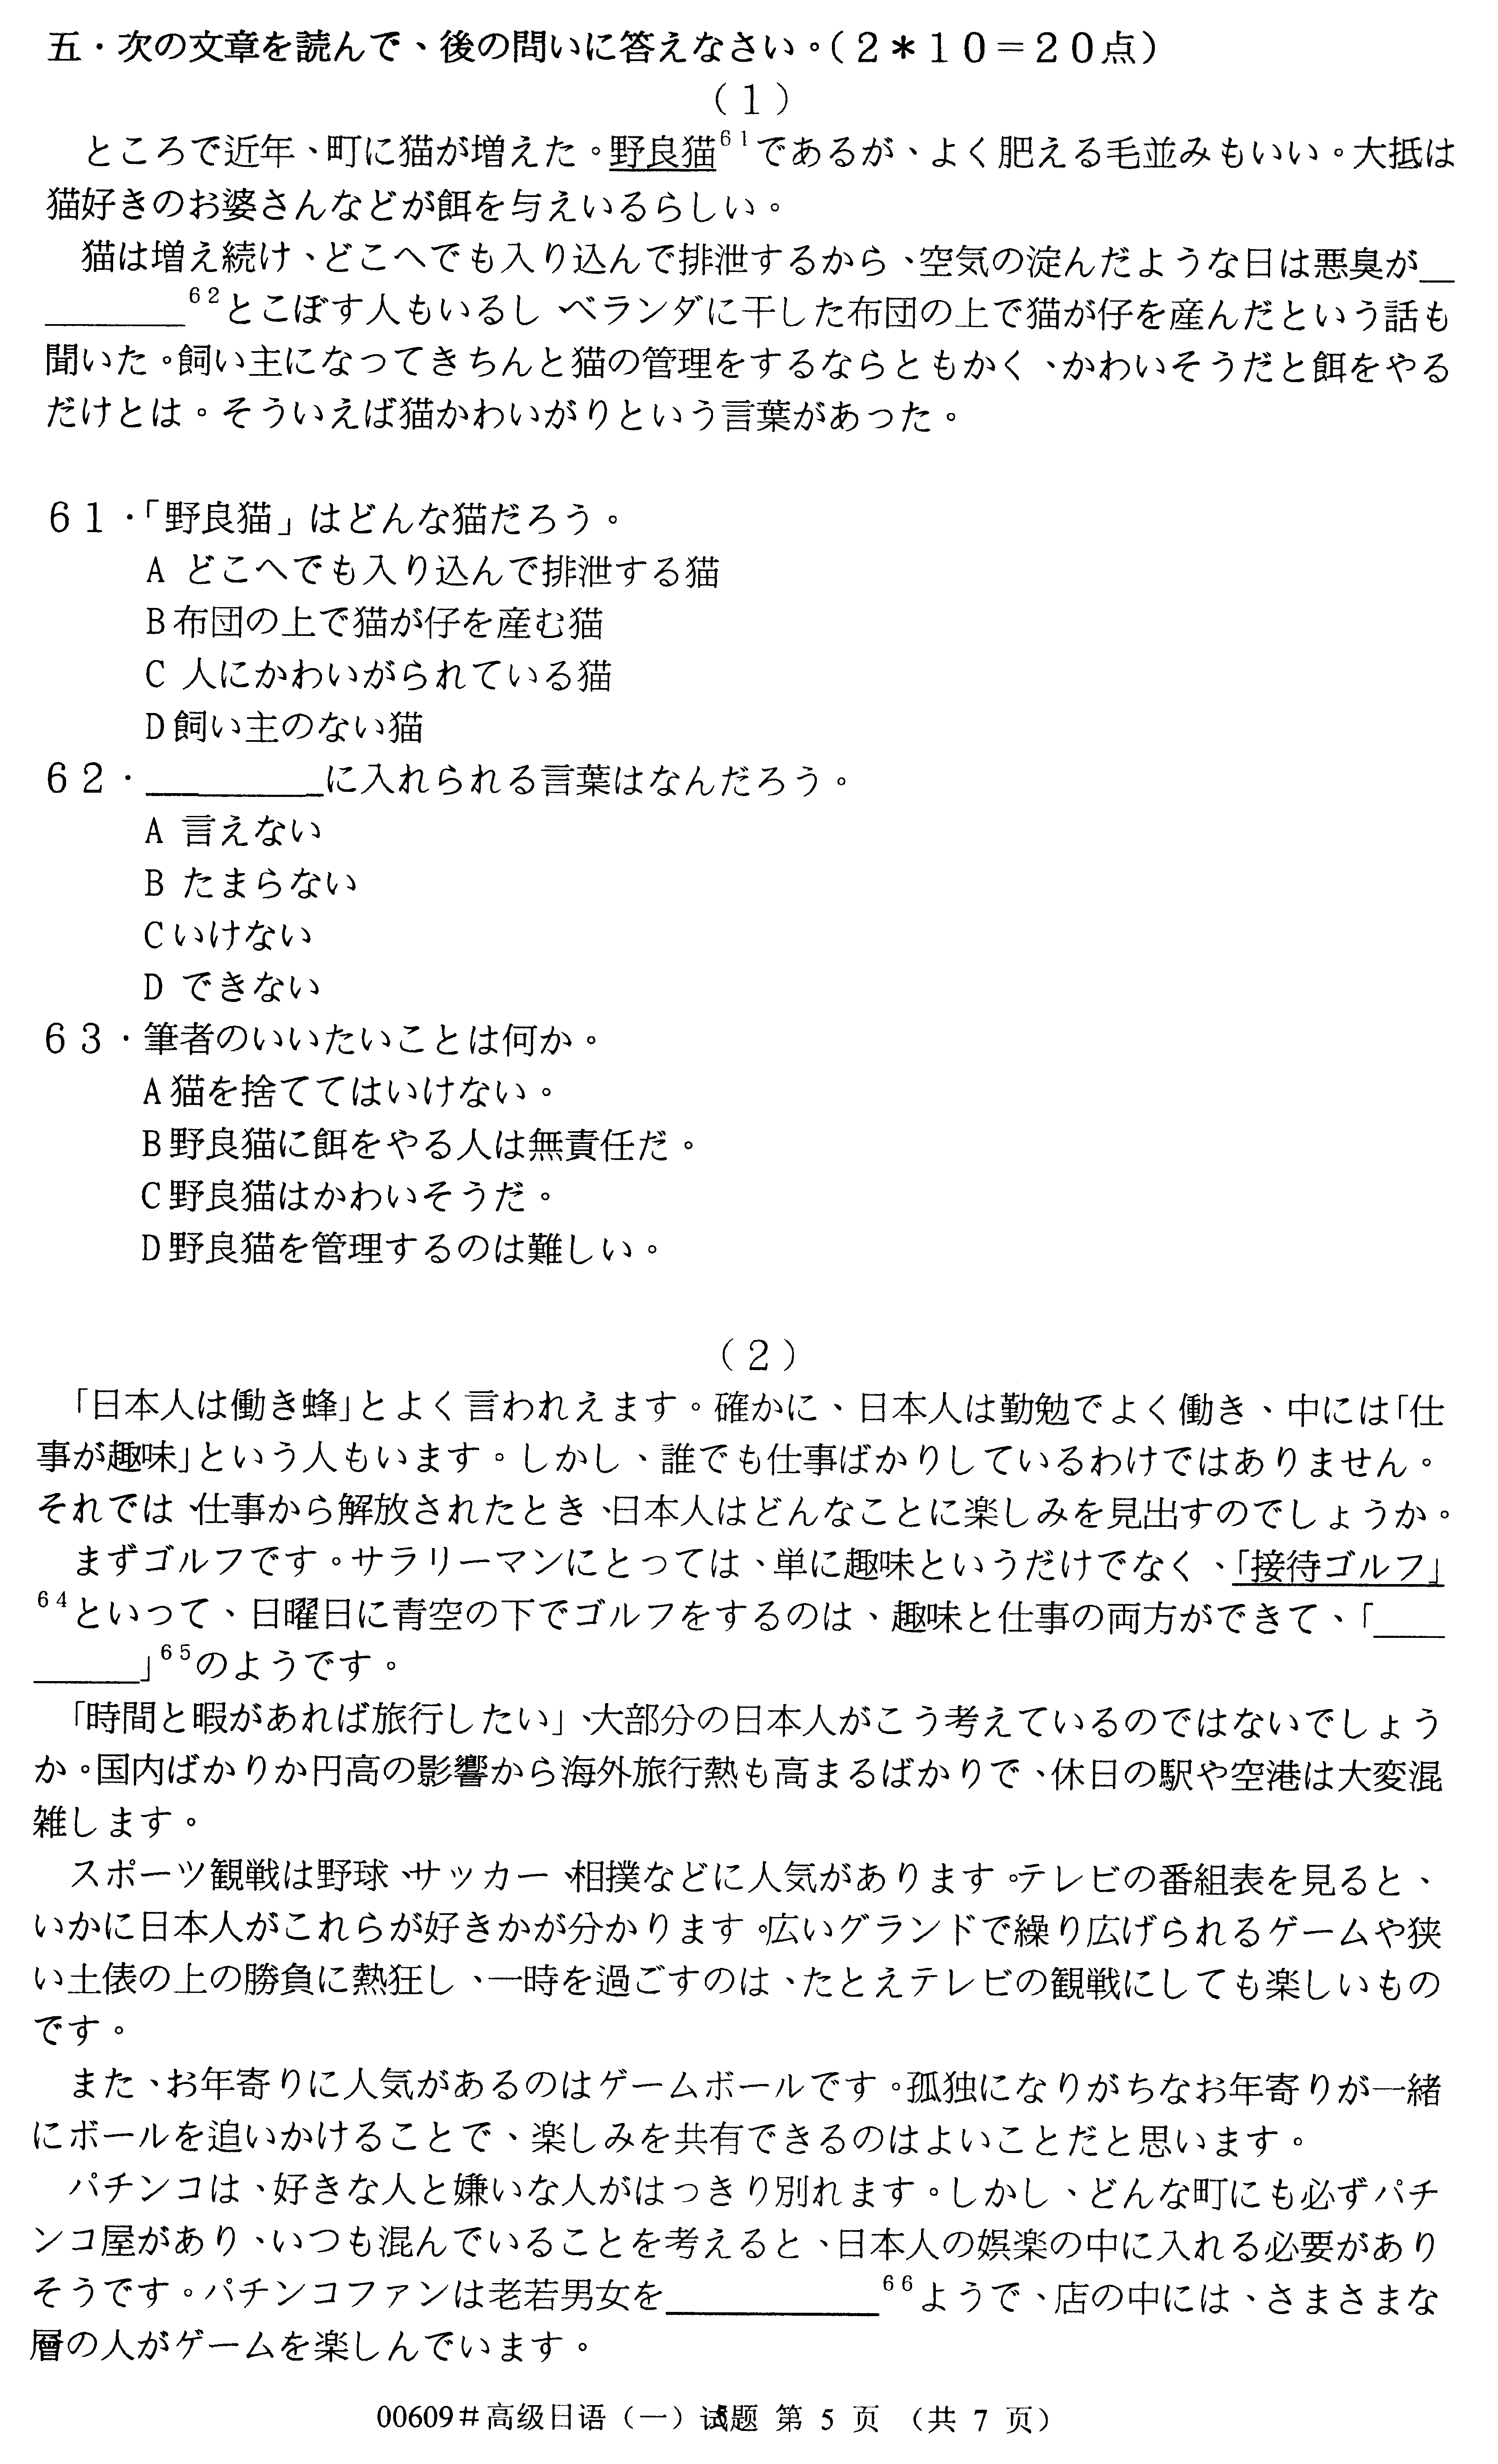 五・次の文章を読んで、後の問いに答えなさい。(2*10=20点)
(1)
ところで近年、町に猫が増えた。野良猫61であるが、よく肥える毛並みもいい。大抵は
猫好きのお婆さんなどが餌を与えいるらしい。
猫は増え続け、どこへでも入り込んで排泄するから、空気の淀んだような日は悪臭が__
________62とこぼす人もいるし、ベランダに干した布団の上で猫が仔を産んだという話も
聞いた。飼い主になってきちんと猫の管理をするならともかく、かわいそうだと餌をやる
だけとは。そういえば猫かわいがりという言葉があった。
61・「野良猫」はどんな猫だろう。
A どこへでも入り込んで排泄する猫
B布団の上で猫が仔を産む猫
C 人にかわいがられている猫
D飼い主のない猫
62・__________に入れられる言葉はなんだろう。
A 言えない
B たまらない
Cいけない
D できない
63・筆者のいいたいことは何か。
A猫を捨ててはいけない。
B野良猫に餌をやる人は無責任だ。
C野良猫はかわいそうだ。
D野良猫を管理するのは難しい。
(2)
「日本人は働き蜂」とよく言われえます。確かに、日本人は勤勉でよく働き、中には「仕
事が趣味」という人もいます。しかし、誰でも仕事ばかりしているわけではありません。
それでは、仕事から解放されたとき、日本人はどんなことに楽しみを見出すのでしょうか。
まずゴルフです。サラリーマンにとっては、単に趣味というだけでなく、「接待ゴルフ」
64といって、日曜日に青空の下でゴルフをするのは、趣味と仕事の両方ができて、「____
______」65のようです。
「時間と暇があれば旅行したい」、大部分の日本人がこう考えているのではないでしょう
か。国内ばかりか円高の影響から海外旅行熱も高まるばかりで、休日の駅や空港は大変混
雑します。
スポーツ観戦は野球、サッカー、相撲などに人気があります。テレビの番組表を見ると、
いかに日本人がこれらが好きかが分かります。広いグランドで繰り広げられるゲームや狭
い土俵の上の勝負に熱狂し、一時を過ごすのは、たとえテレビの観戦にしても楽しいもの
です。
また、お年寄りに人気があるのはゲームボールです。孤独になりがちなお年寄りが一緒
にボールを追いかけることで、楽しみを共有できるのはよいことだと思います。
パチンコは、好きな人と嫌いな人がはっきり別れます。しかし、どんな町にも必ずパチ
ンコ屋があり、いつも混んでいることを考えると、日本人の娯楽の中に入れる必要があり
そうです。パチンコファンは老若男女を____________66ようで、店の中には、さまさまな
層の人がゲームを楽しんでいます。
00609#高级日语(一)试题 第 5 页 (共 7 页)